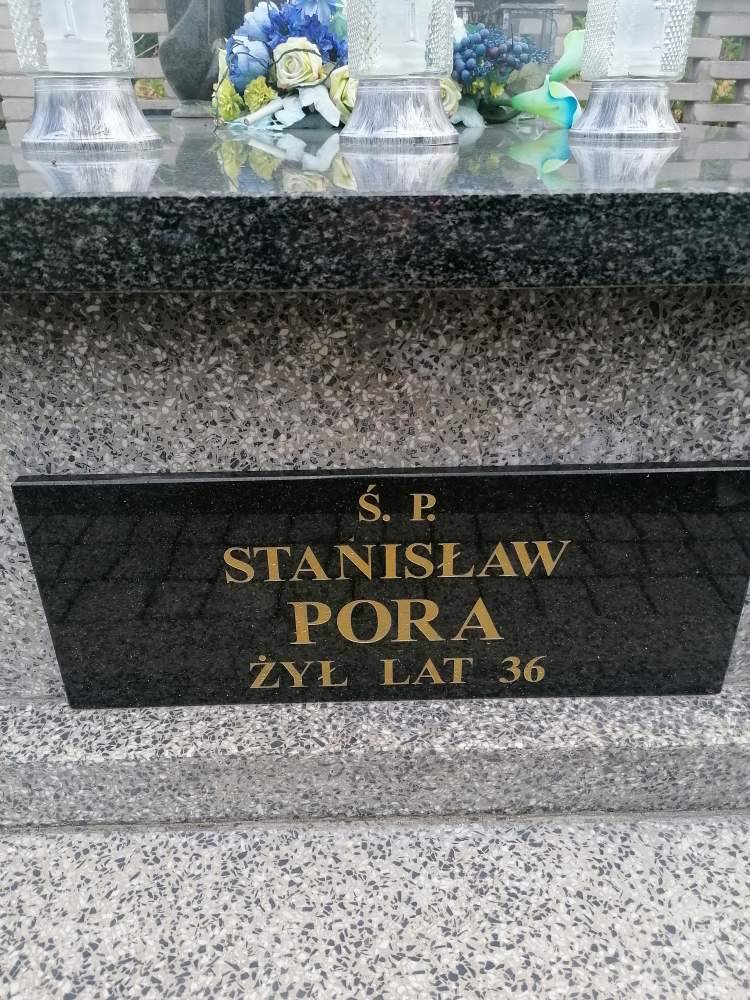 Ś. P.
STANISŁAW
PORA
ŻYŁ LAT 36